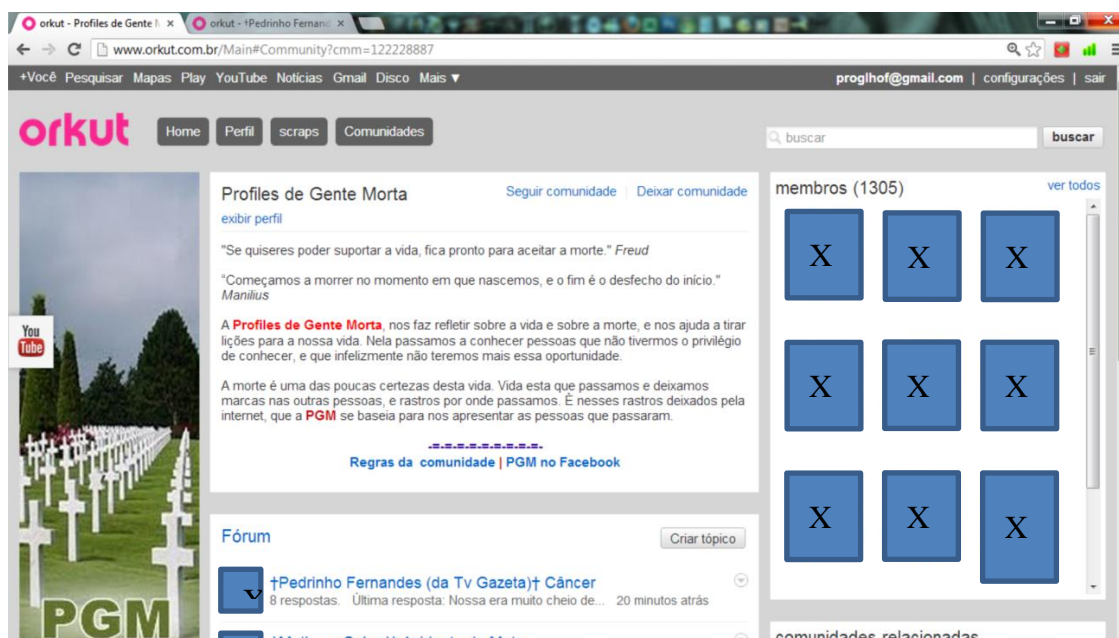 orkut - Profiles de Gente M
orkut - †Pedrinho Fernand
www.orkut.com.br/Main#Community?cmm=122228887
+Você Pesquisar Mapas Play YouTube Notícias Gmail Disco Mais ▼
proglhof@gmail.com | configurações | sair
orkut
Home Perfil scraps Comunidades
buscar
buscar
You
Tube
PGM
Profiles de Gente Morta
Seguir comunidade | Deixar comunidade
exibir perfil
"Se quiseres poder suportar a vida, fica pronto para aceitar a morte." Freud
"Começamos a morrer no momento em que nascemos, e o fim é o desfecho do início."
Manilius
A Profiles de Gente Morta, nos faz refletir sobre a vida e sobre a morte, e nos ajuda a tirar
lições para a nossa vida. Nela passamos a conhecer pessoas que não tivermos o privilégio
de conhecer, e que infelizmente não teremos mais essa oportunidade.
A morte é uma das poucas certezas desta vida. Vida esta que passamos e deixamos
marcas nas outras pessoas, e rastros por onde passamos. È nesses rastros deixados pela
internet, que a PGM se baseia para nos apresentar as pessoas que passaram.
-=-=-=-=-=-=-=-=-=-
Regras da comunidade | PGM no Facebook
Fórum
Criar tópico
†Pedrinho Fernandes (da Tv Gazeta)† Câncer
8 respostas. Última resposta: Nossa era muito cheio de... 20 minutos atrás
membros (1305)
ver todos
X X X
X X X
X X X
comunidades relacionadas